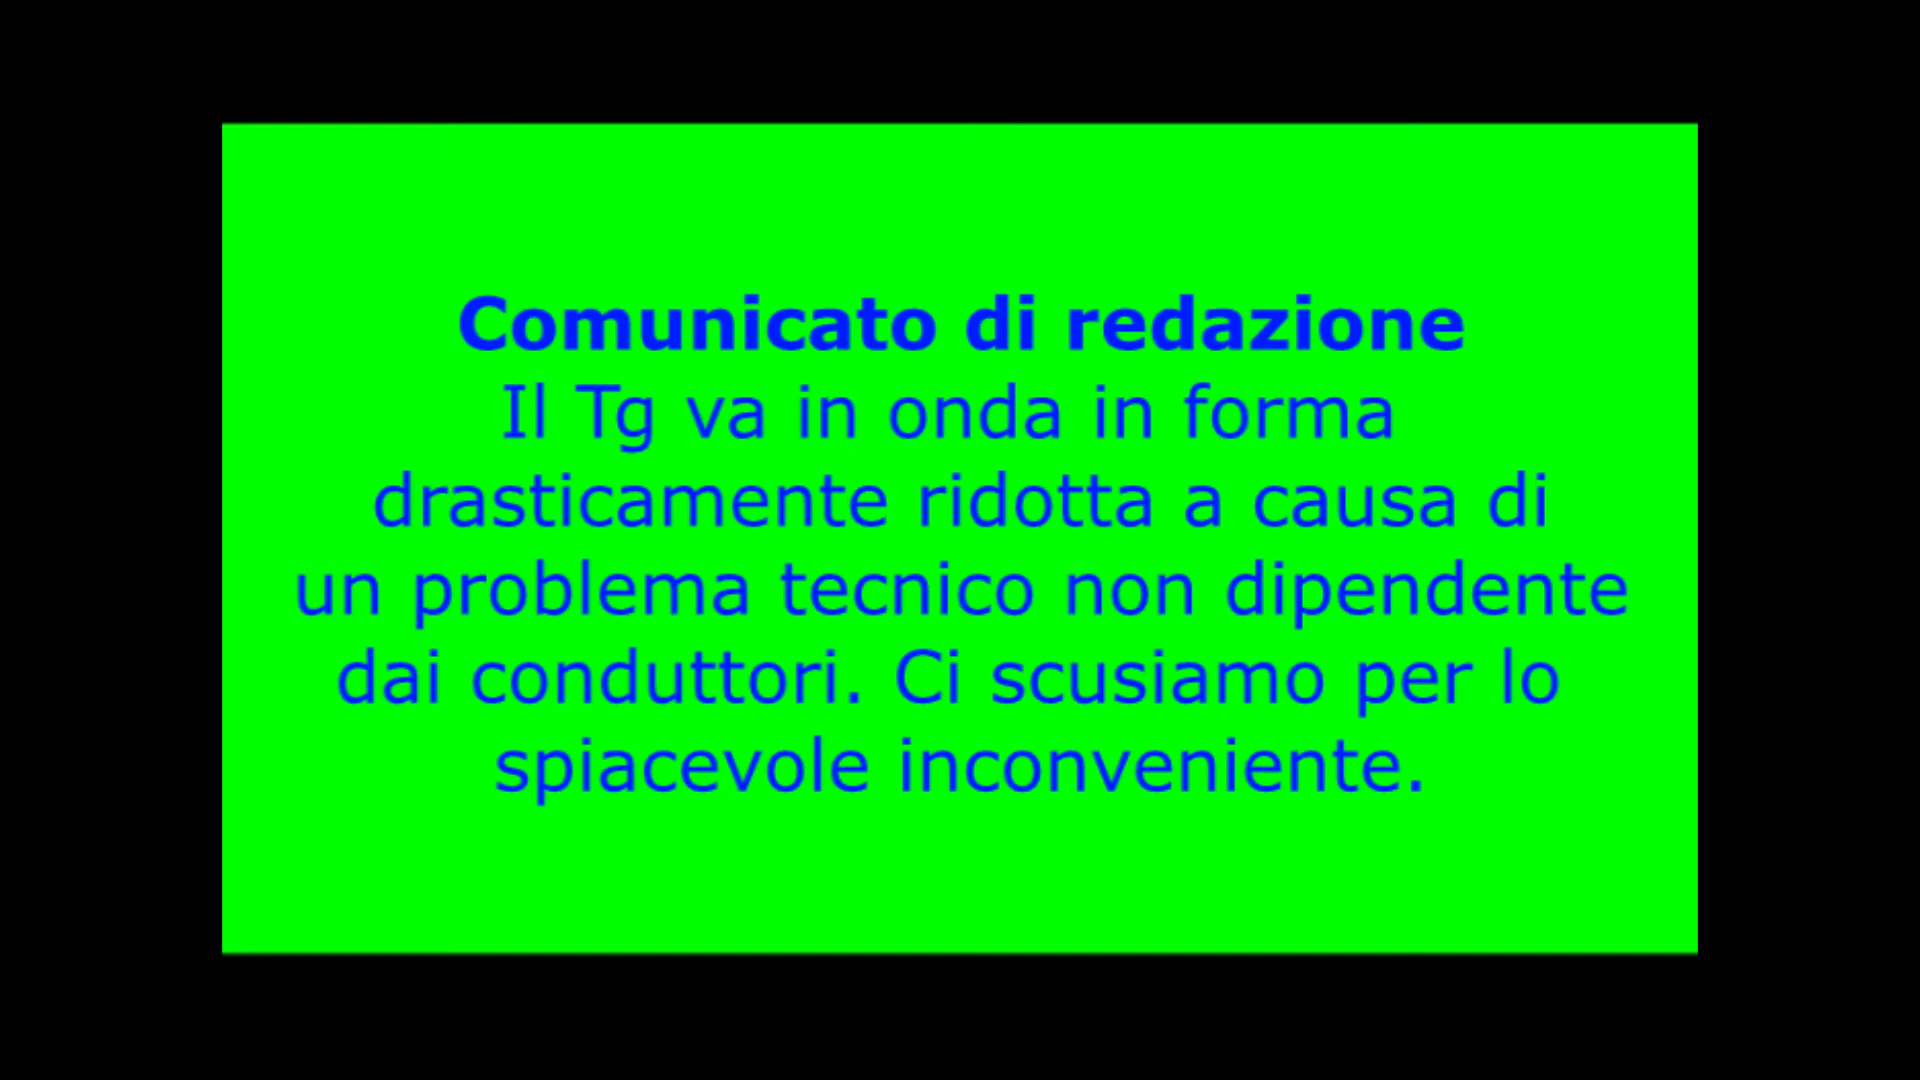 Comunicato di redazione
Il Tg va in onda in forma
drasticamente ridotta a causa di
un problema tecnico non dipendente
dai conduttori. Ci scusiamo per lo
spiacevole inconveniente.